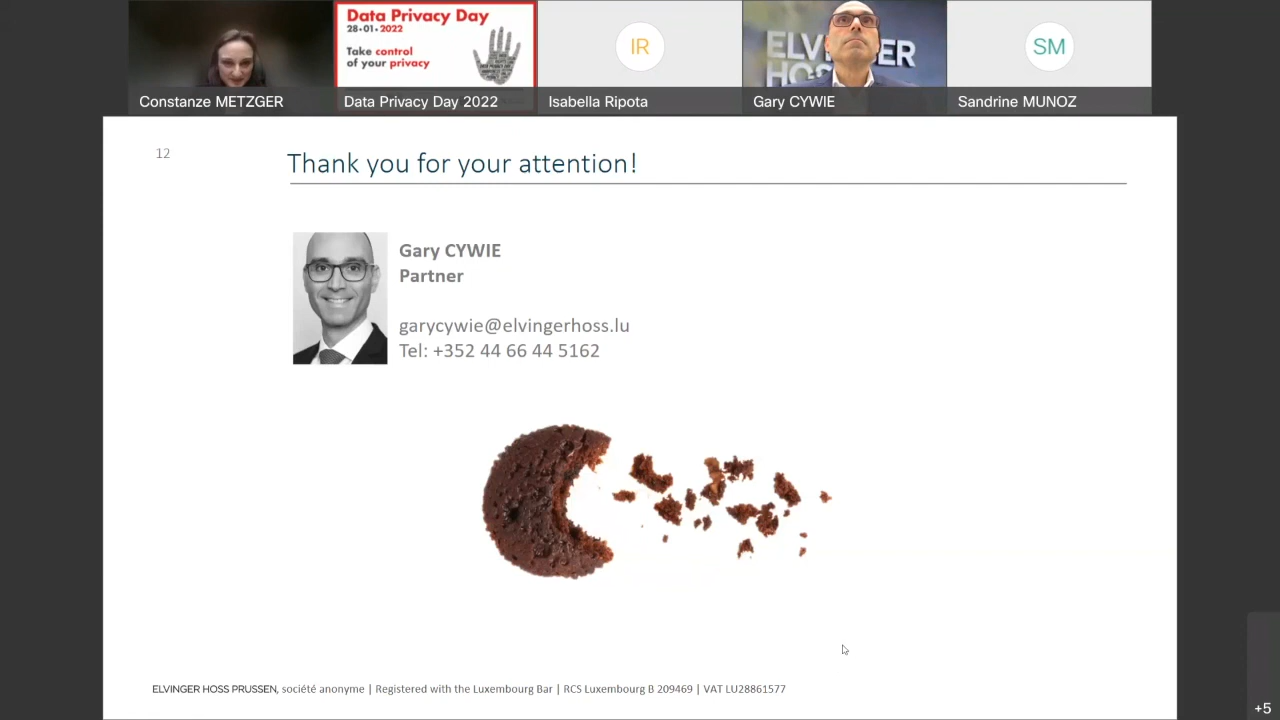 Data Privacy Day
28•01•2022
Take control
of your privacy
IR
ELVINGER
HOSS
SM
Constanze METZGER
Data Privacy Day 2022
Isabella Ripota
Gary CYWIE
Sandrine MUNOZ
12
Thank you for your attention!
Gary CYWIE
Partner
garycywie@elvingerhoss.lu
Tel: +352 44 66 44 5162
ELVINGER HOSS PRUSSEN, société anonyme | Registered with the Luxembourg Bar | RCS Luxembourg B 209469 | VAT LU28861577
+5